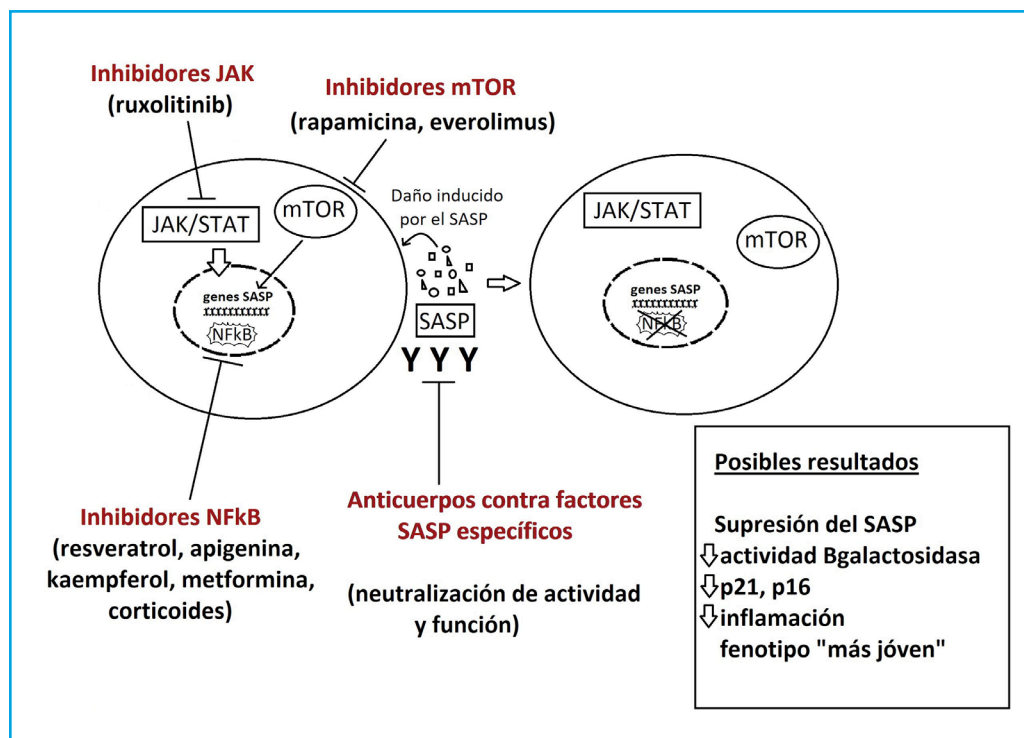 Inhibidores JAK
(ruxolitinib)
Inhibidores mTOR
(rapamicina, everolimus)
Daño inducido
por el SASP
JAK/STAT
mTOR
genes SASP
NFkB
SASP
Y Y Y
JAK/STAT
mTOR
genes SASP
NFkB
Inhibidores NFkB
(resveratrol, apigenina,
kaempferol, metformina,
corticoides)
Anticuerpos contra factores
SASP específicos
(neutralización de actividad
y función)
Posibles resultados
Supresión del SASP
actividad Bgalactosidasa
p21, p16
inflamación
fenotipo "más jóven"